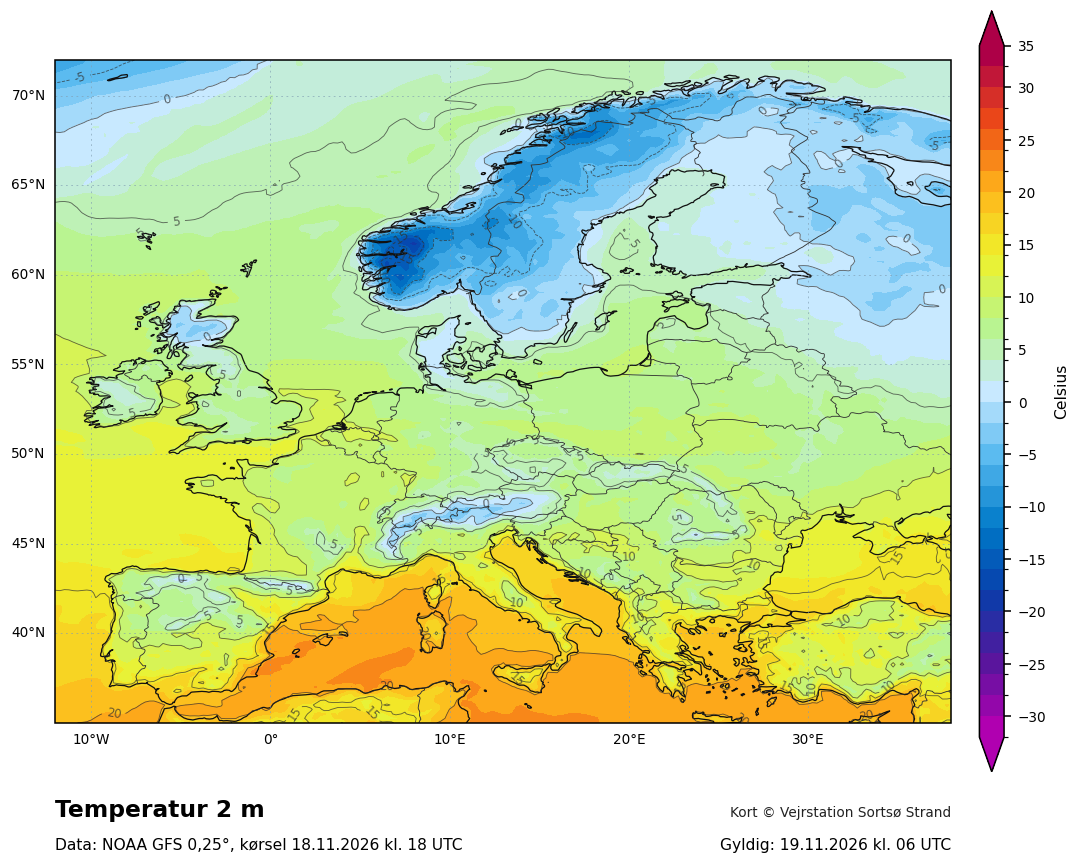 35
30
25
20
15
10
5
0
−5
−10
−15
−20
−25
−30
Celsius
70°N
65°N
60°N
55°N
50°N
45°N
40°N
10°W
0°
10°E
20°E
30°E
Temperatur 2 m
Kort © Vejrstation Sortsø Strand
Data: NOAA GFS 0,25°, kørsel 18.11.2026 kl. 18 UTC
Gyldig: 19.11.2026 kl. 06 UTC